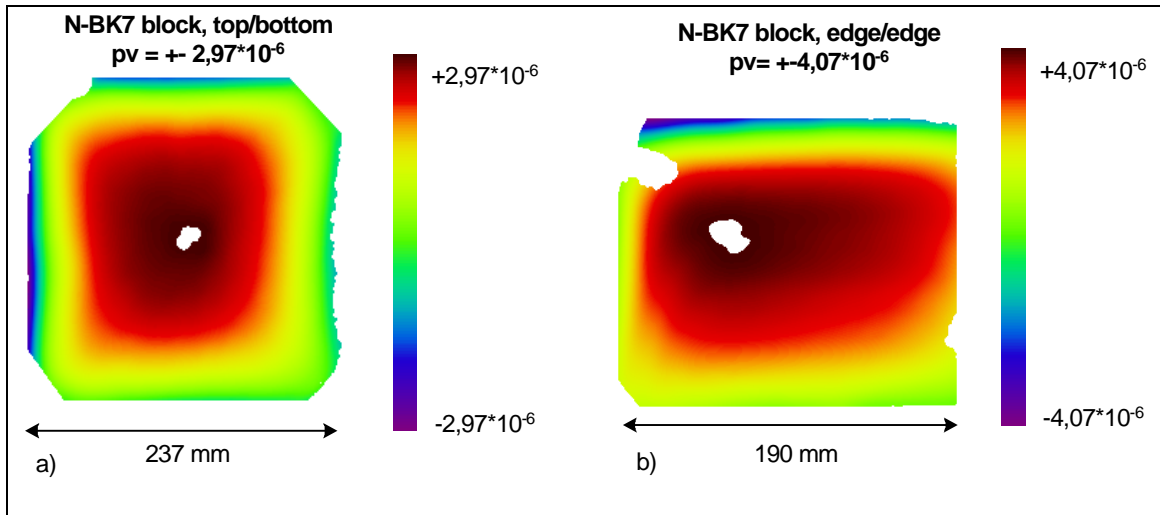 N-BK7 block, top/bottom
pv = +- 2,97*10-6
+2,97*10-6
-2,97*10-6
237 mm
a)
N-BK7 block, edge/edge
pv= +-4,07*10-6
+4,07*10-6
-4,07*10-6
190 mm
b)